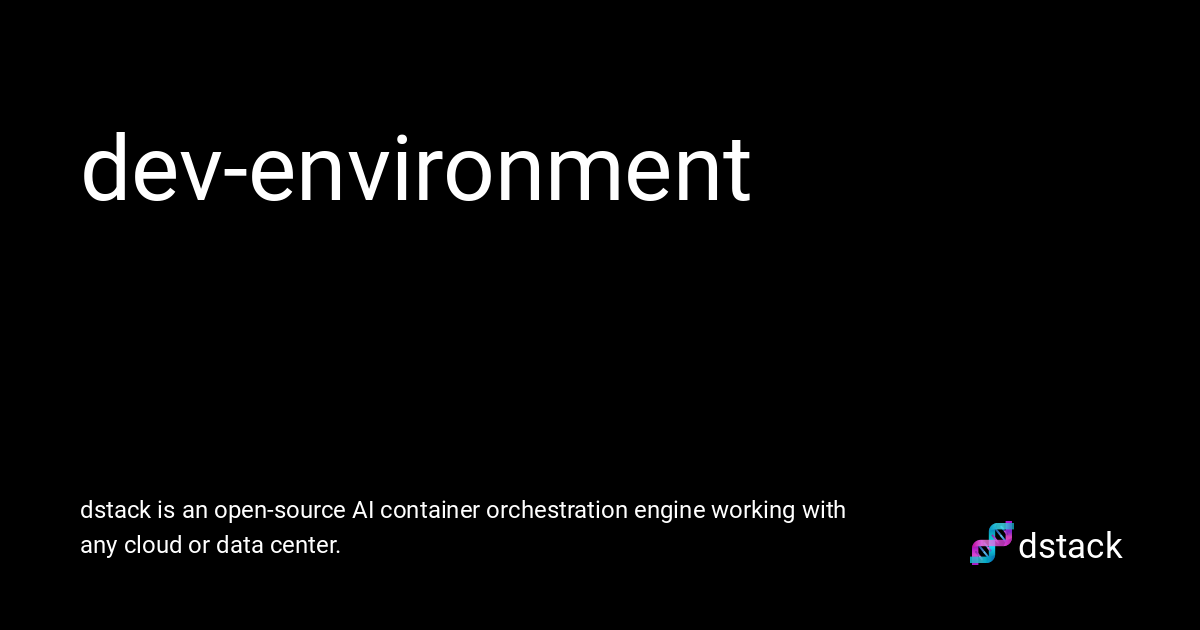 dev-environment
dstack is an open-source AI container orchestration engine working with
any cloud or data center.
dstack